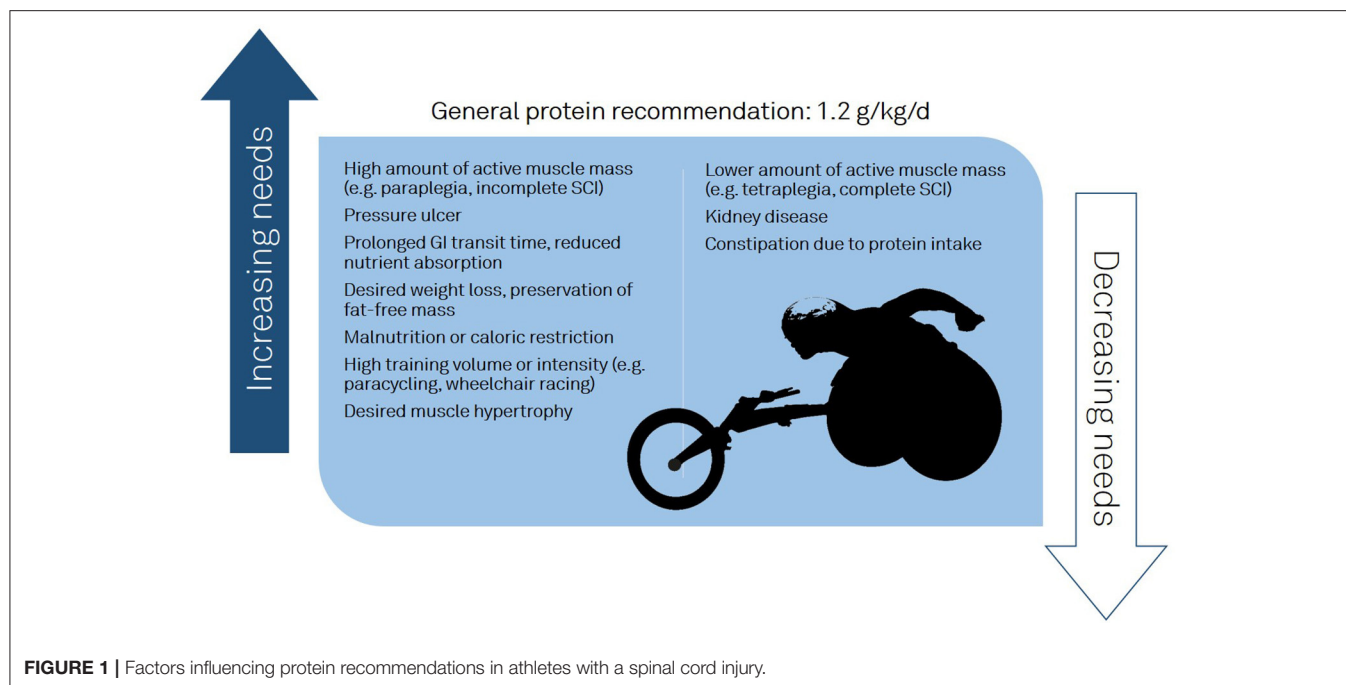 General protein recommendation: 1.2 g/kg/d
Increasing needs
High amount of active muscle mass
(e.g. paraplegia, incomplete SCI)
Pressure ulcer
Prolonged GI transit time, reduced
nutrient absorption
Desired weight loss, preservation of
fat-free mass
Malnutrition or caloric restriction
High training volume or intensity (e.g.
paracycling, wheelchair racing)
Desired muscle hypertrophy
Lower amount of active muscle mass
(e.g. tetraplegia, complete SCI)
Kidney disease
Constipation due to protein intake
Decreasing needs
FIGURE 1 | Factors influencing protein recommendations in athletes with a spinal cord injury.